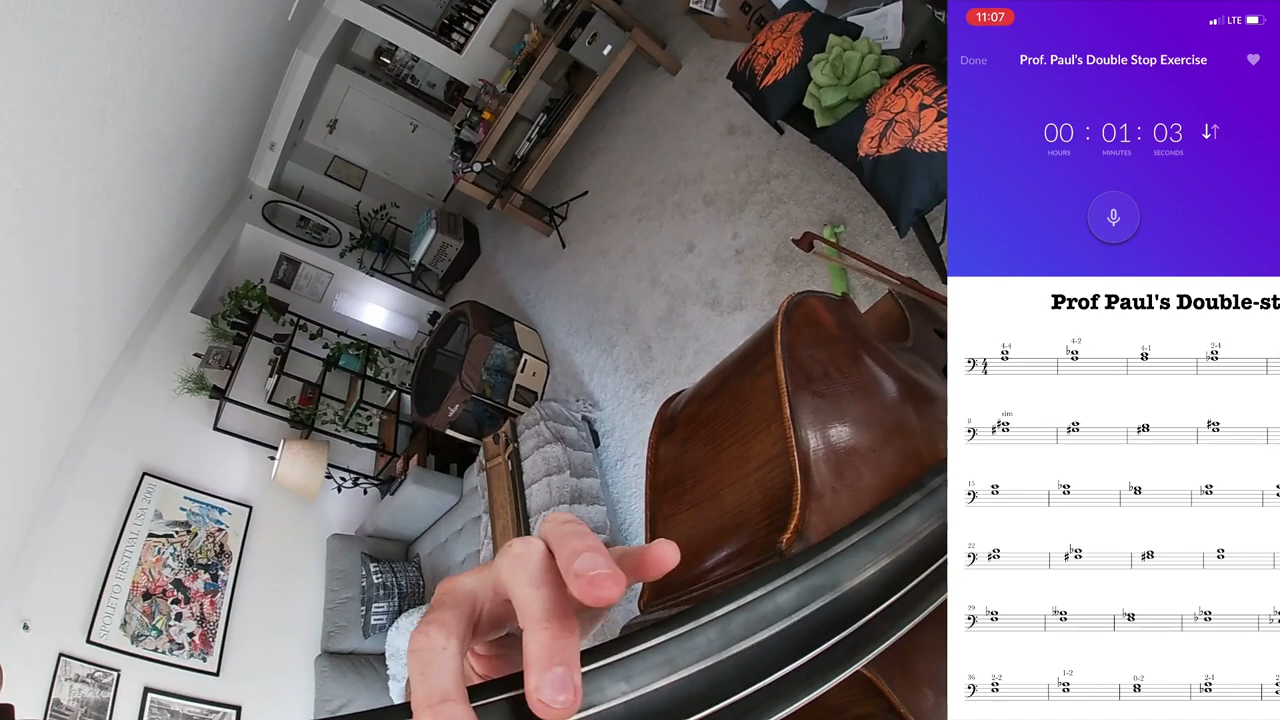 11:07
LTE
Done
Prof. Paul's Double Stop Exercise
00 : 01 : 03
HOURS MINUTES SECONDS
Prof Paul's Double-st
4-4 4-2 4-1 2-4
4
4
8
sim
15
22
29
36
2-2 1-2 0-2 2-1
SPOLETO FESTIVAL USA 2001